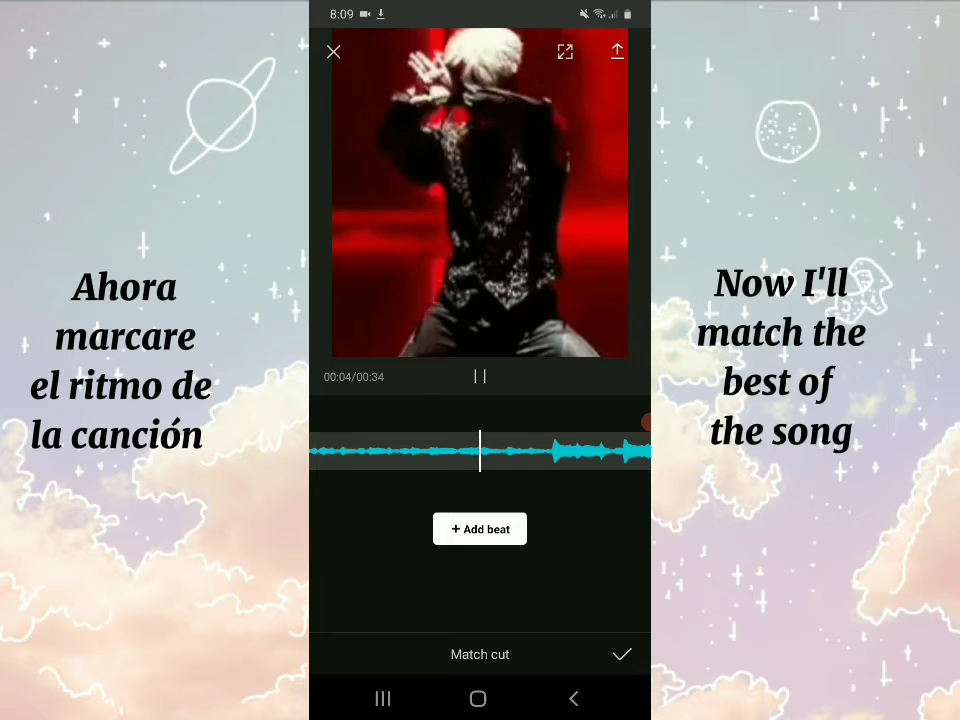 8:09
Ahora
marcare
el ritmo de
la canción
Now I'll
match the
best of
the song
00:04/00:34
+ Add beat
Match cut